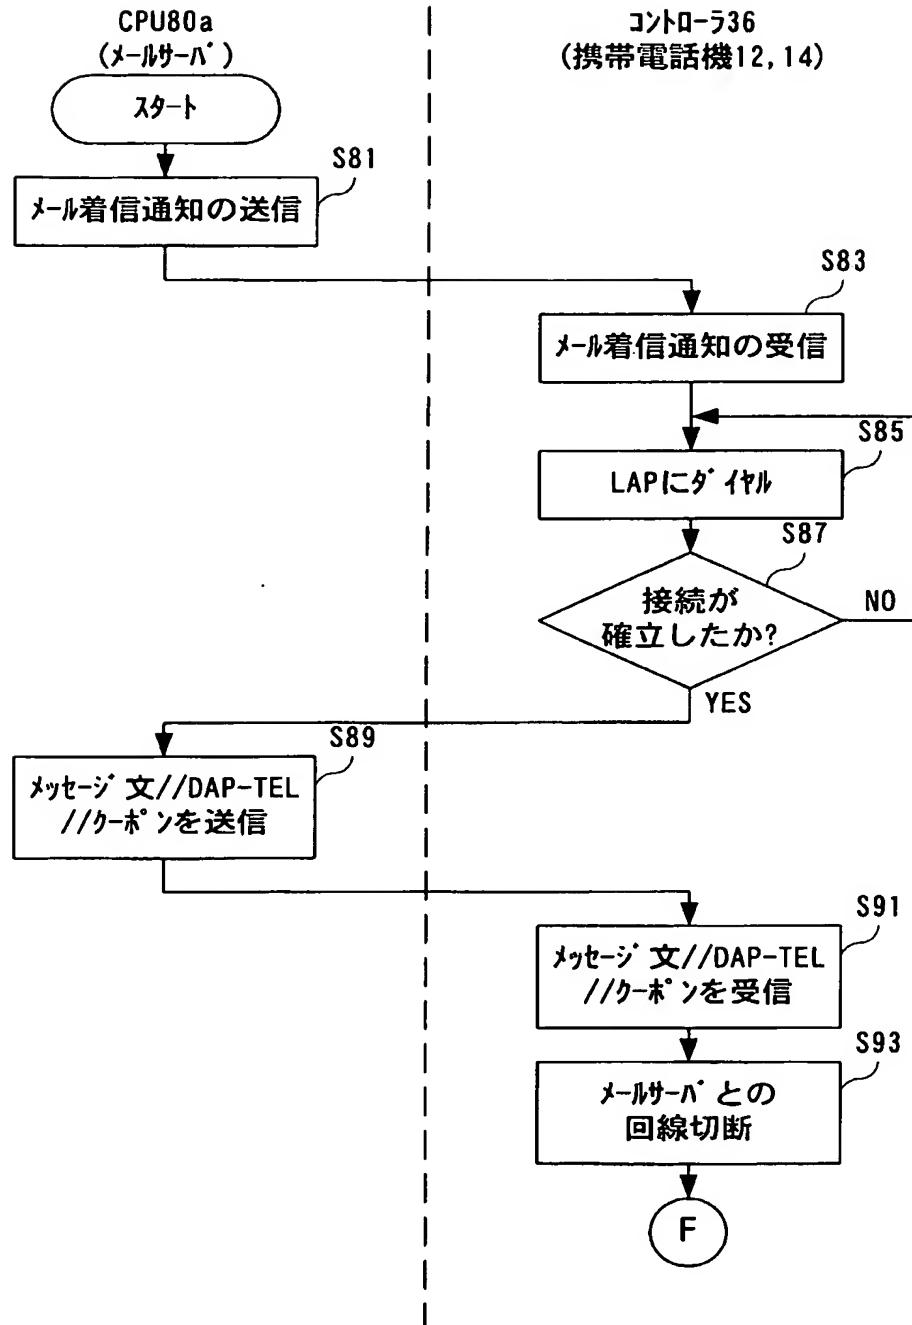 CPU80a
(ﾒｰﾙｻｰﾊﾞ)
ｺﾝﾄﾛｰﾗ36
(携帯電話機12,14)
ｽﾀｰﾄ
S81
ﾒｰﾙ着信通知の送信
S83
ﾒｰﾙ着信通知の受信
S85
LAPにﾀﾞｲﾔﾙ
S87
接続が
確立したか?
NO
YES
S89
ﾒｯｾｰｼﾞ文//DAP-TEL
//ｸｰﾎﾟﾝを送信
S91
ﾒｯｾｰｼﾞ文//DAP-TEL
//ｸｰﾎﾟﾝを受信
S93
ﾒｰﾙｻｰﾊﾞとの
回線切断
F